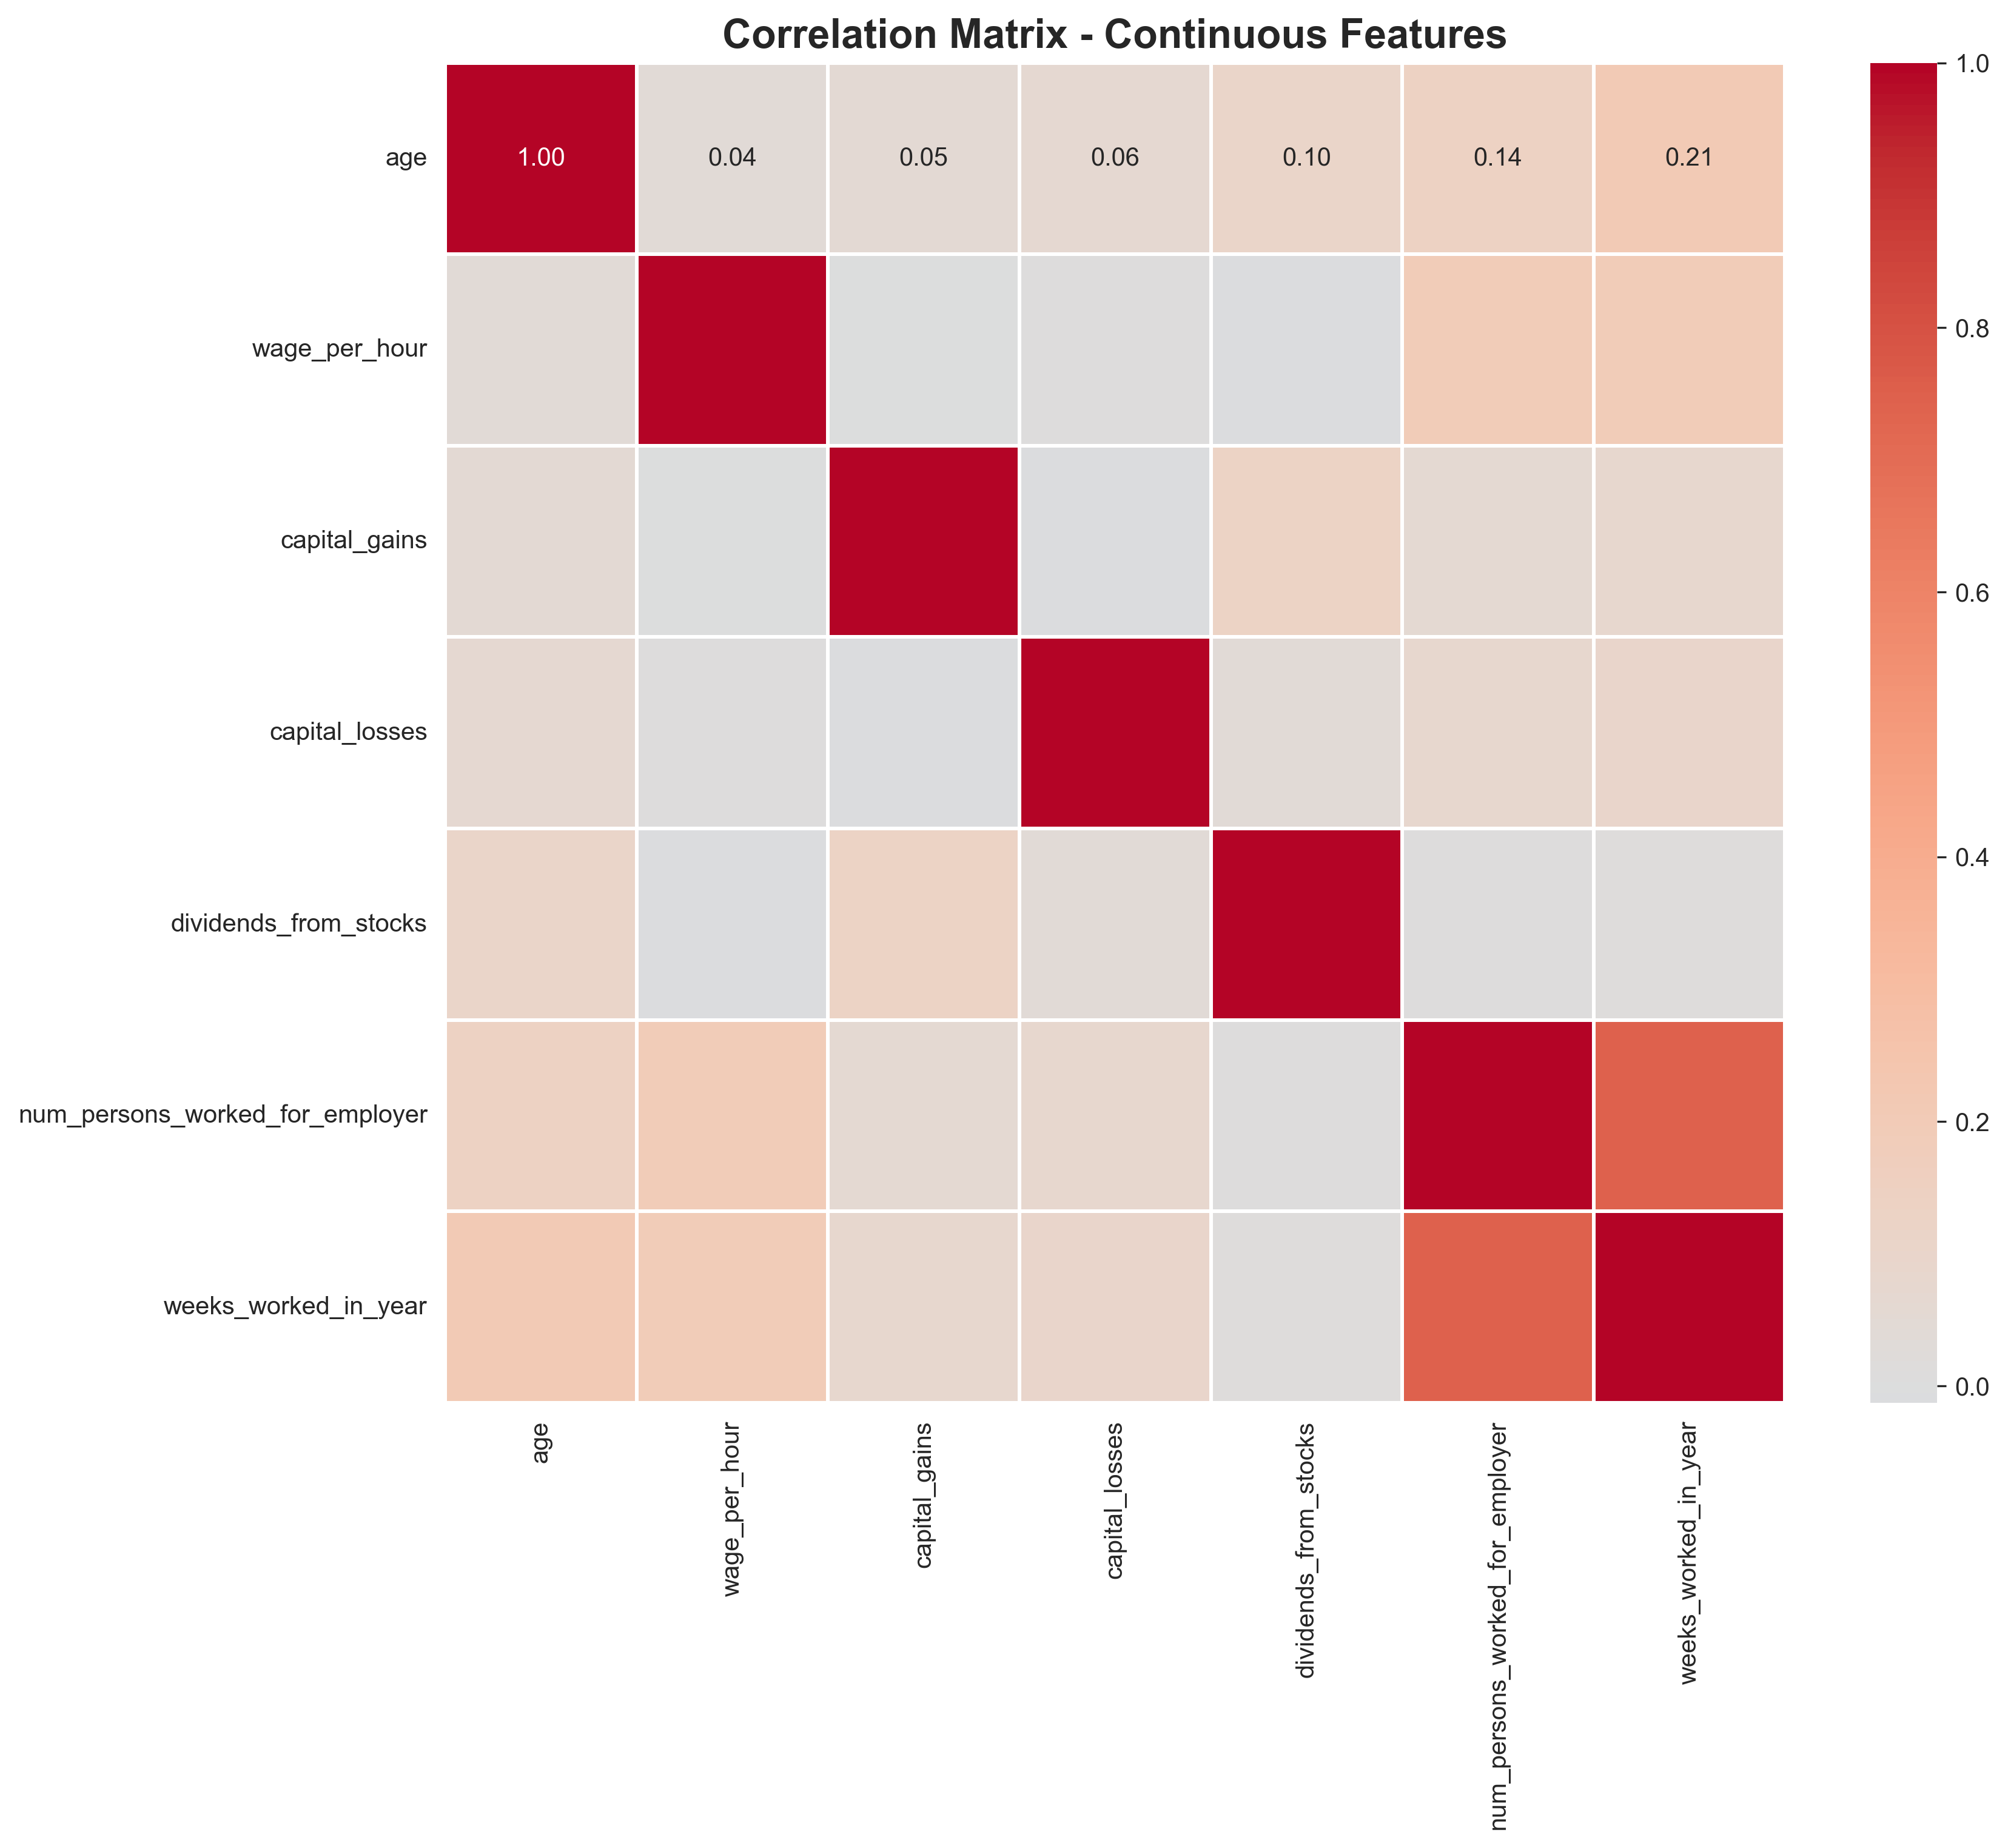 Correlation Matrix - Continuous Features
age 1.00 0.04 0.05 0.06 0.10 0.14 0.21
wage_per_hour
capital_gains
capital_losses
dividends_from_stocks
num_persons_worked_for_employer
weeks_worked_in_year
age
wage_per_hour
capital_gains
capital_losses
dividends_from_stocks
num_persons_worked_for_employer
weeks_worked_in_year
1.0
0.8
0.6
0.4
0.2
0.0